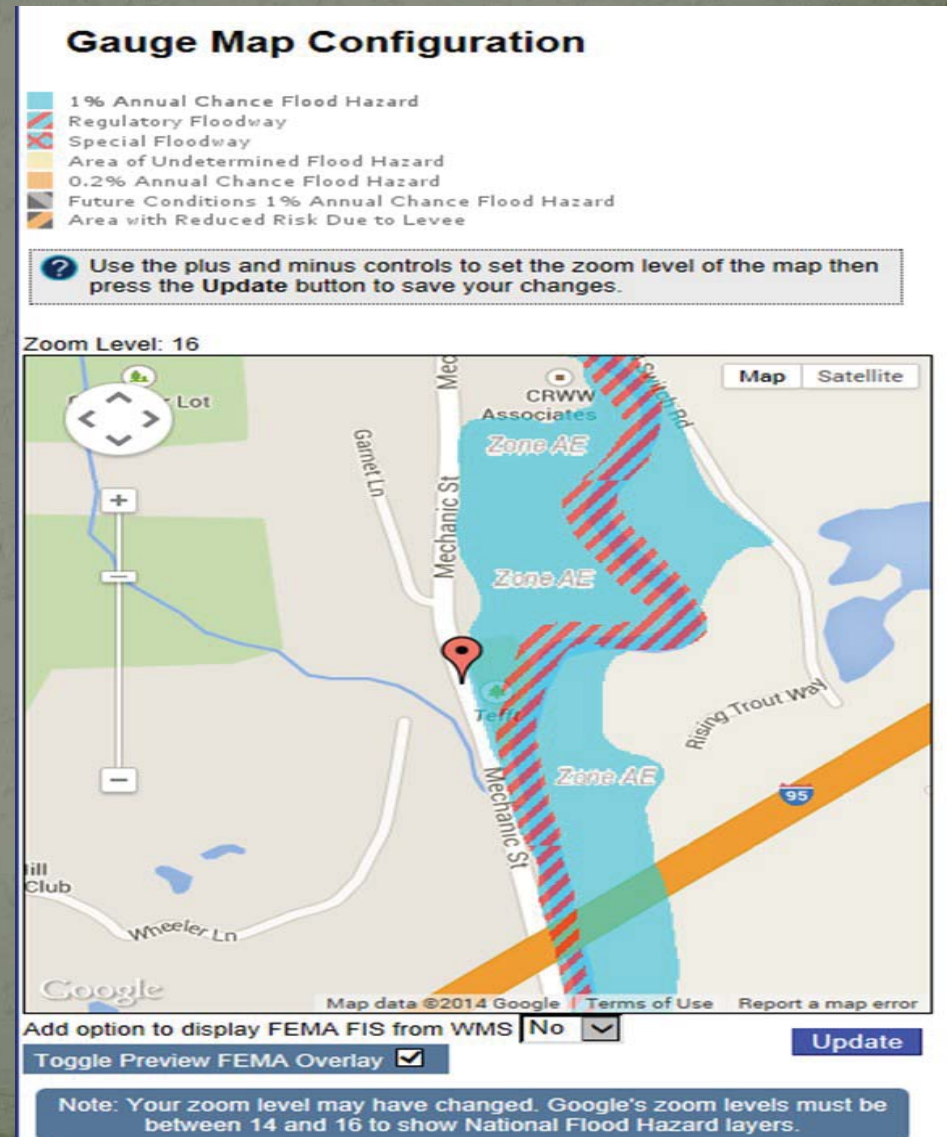 Gauge Map Configuration
1% Annual Chance Flood Hazard
Regulatory Floodway
Special Floodway
Area of Undetermined Flood Hazard
0.2% Annual Chance Flood Hazard
Future Conditions 1% Annual Chance Flood Hazard
Area with Reduced Risk Due to Levee
? Use the plus and minus controls to set the zoom level of the map then
press the Update button to save your changes.
Zoom Level: 16
Lot
Mec
CRWW
Associates
Switch Rd
Map Satellite
Zone AE
Garnet Ln
Mechanic St
Zone AE
Tefft
Rising Trout Way
Zone AE
95
Mechanic St
Club
Wheeler Ln
Google
Map data ©2014 Google Terms of Use Report a map error
Add option to display FEMA FIS from WMS No
Update
Toggle Preview FEMA Overlay
Note: Your zoom level may have changed. Google's zoom levels must be
between 14 and 16 to show National Flood Hazard layers.